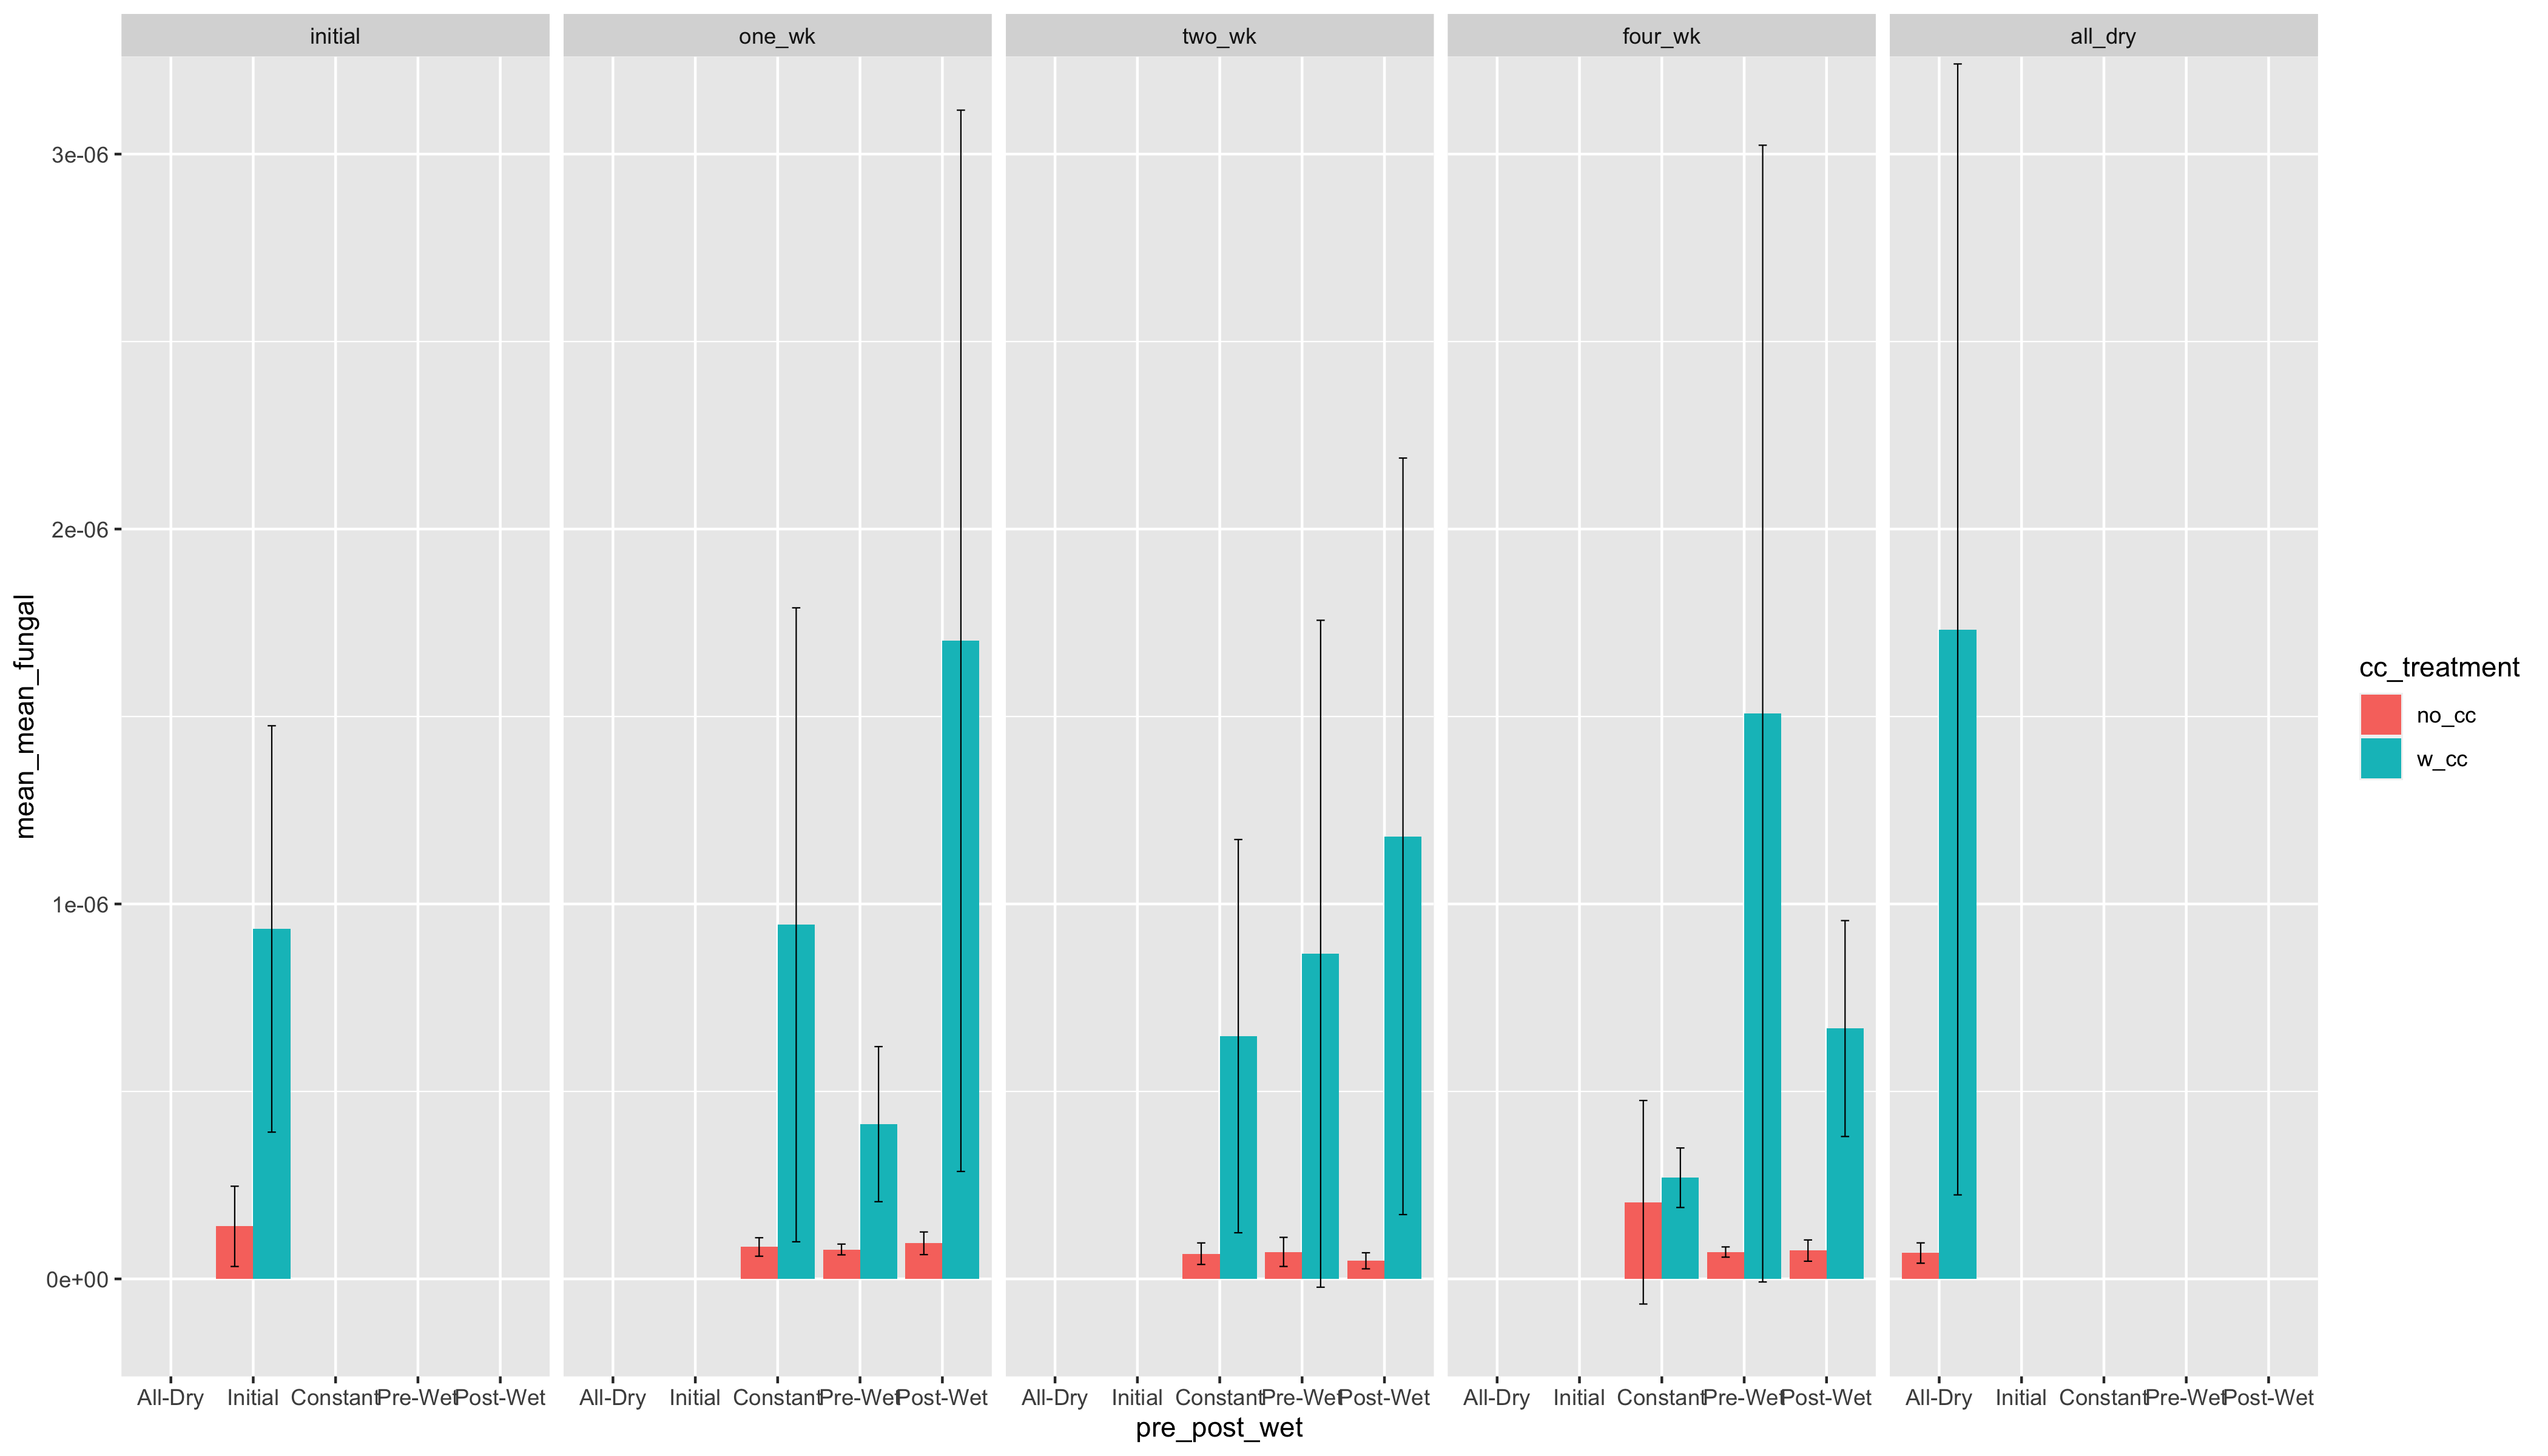 initial one_wk two_wk four_wk all_dry
3e-06
2e-06
1e-06
0e+00
mean_mean_fungal
All-Dry Initial Constant Pre-Wet Post-Wet All-Dry Initial Constant Pre-Wet Post-Wet All-Dry Initial Constant Pre-Wet Post-Wet All-Dry Initial Constant Pre-Wet Post-Wet All-Dry Initial Constant Pre-Wet Post-Wet
pre_post_wet
cc_treatment
no_cc
w_cc